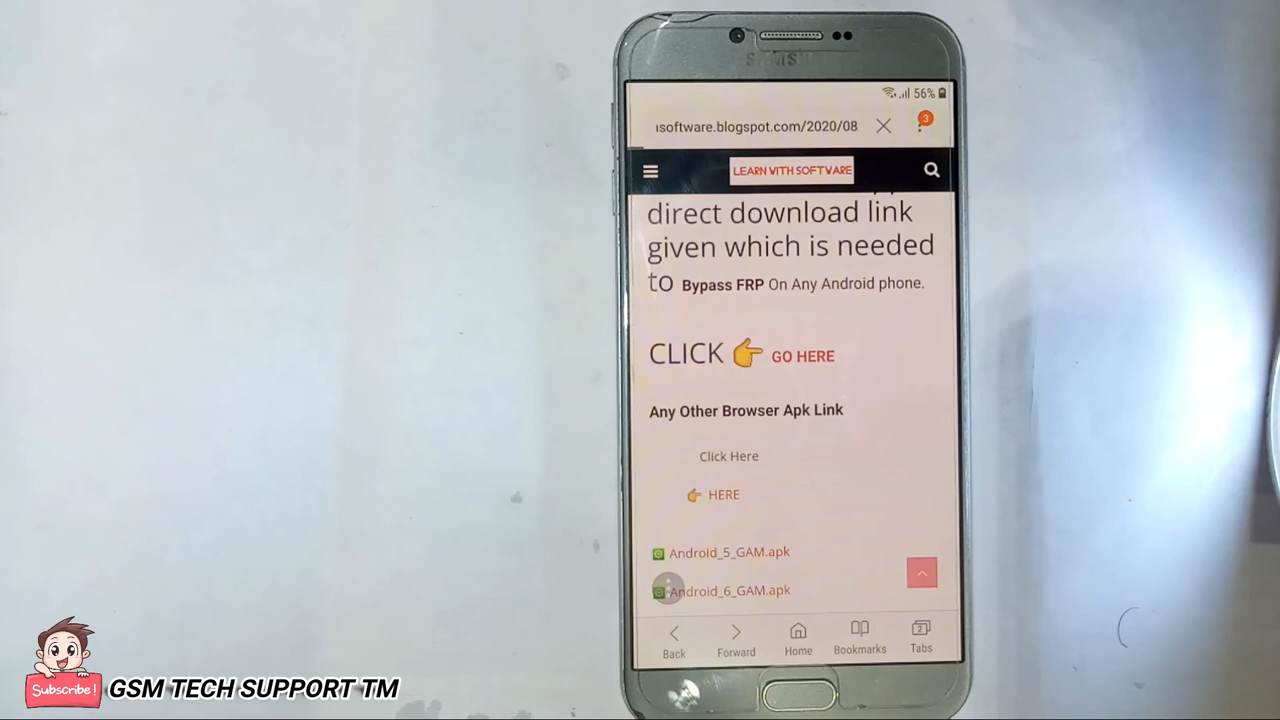 SAMSUNG
56%
ısoftware.blogspot.com/2020/08
3
LEARN WITH SOFTWARE
direct download link
given which is needed
to Bypass FRP On Any Android phone.
CLICK 👉 GO HERE
Any Other Browser Apk Link
Click Here
👉 HERE
Android_5_GAM.apk
Android_6_GAM.apk
2
Back Forward Home Bookmarks Tabs
Subscribe! GSM TECH SUPPORT TM